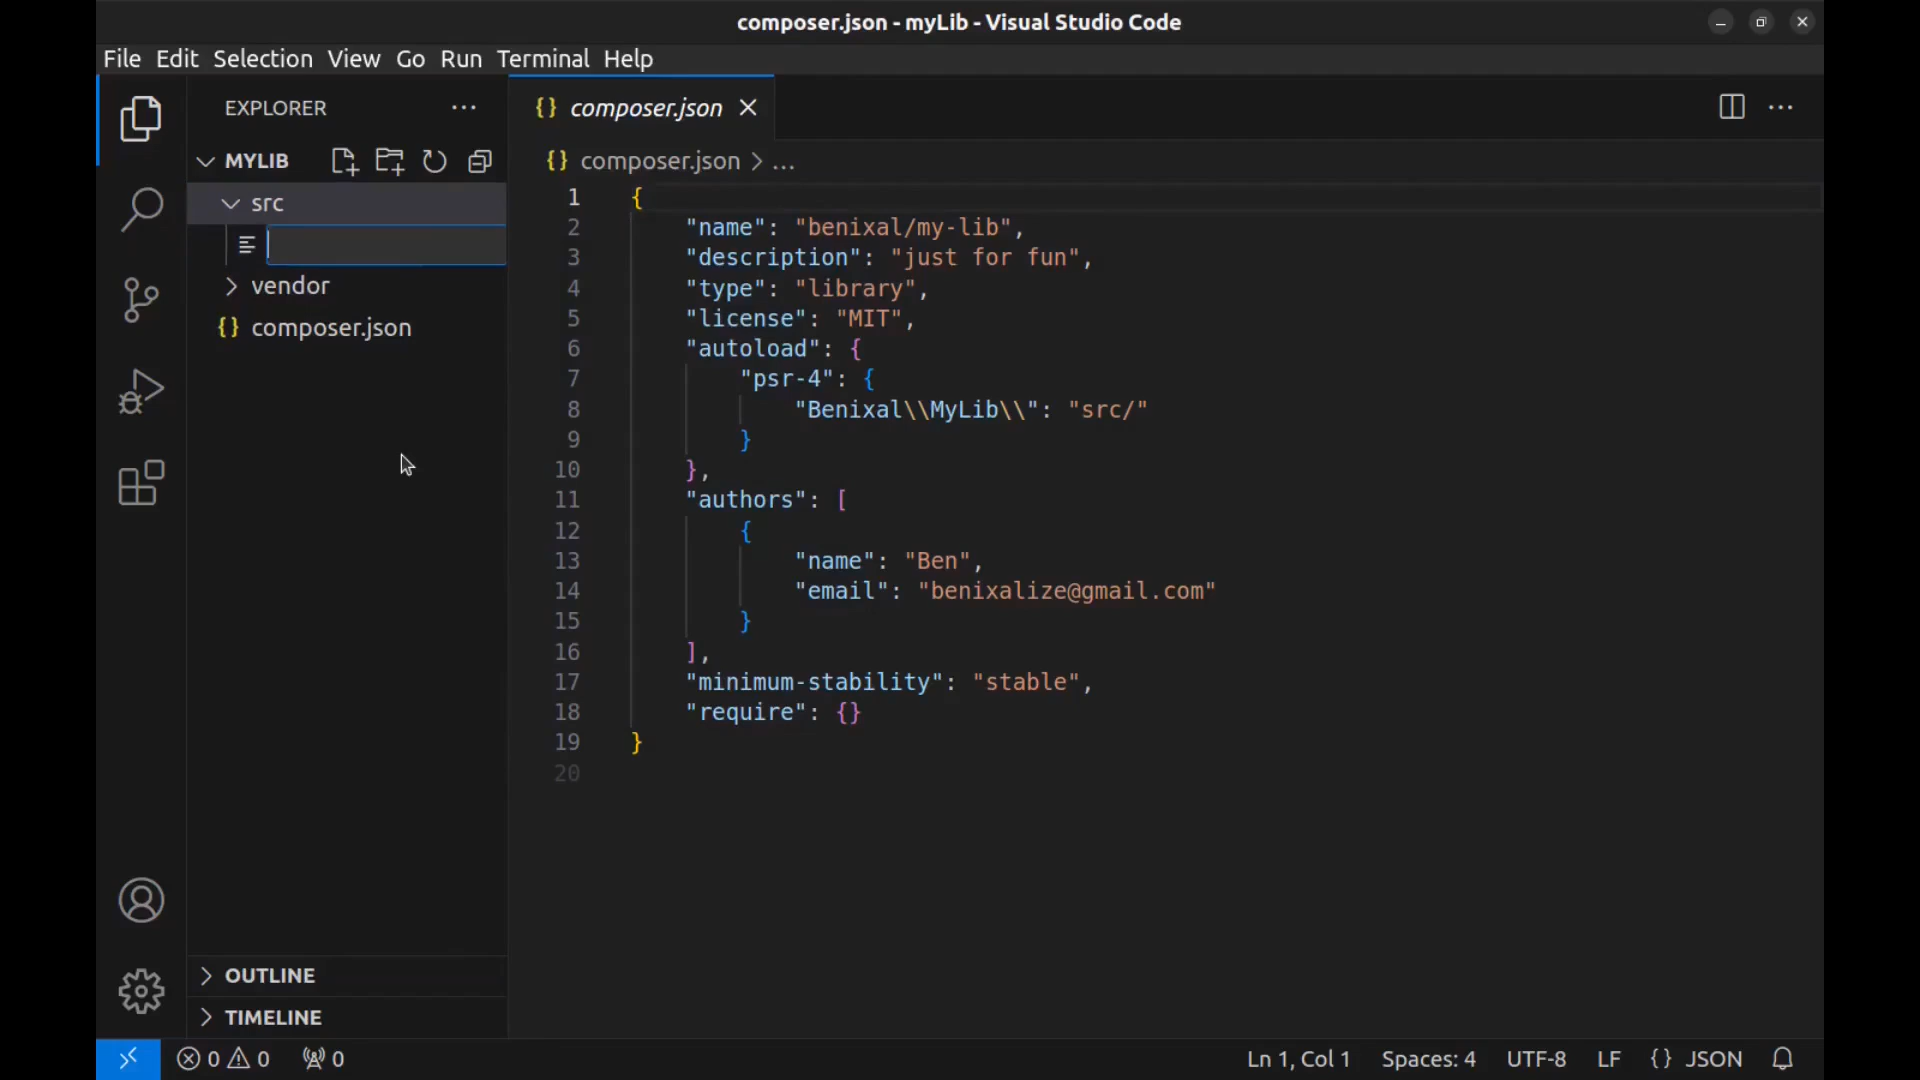 composer.json - myLib - Visual Studio Code
File Edit Selection View Go Run Terminal Help
EXPLORER
composer.json
MYLIB
composer.json > ...
src
vendor
composer.json
1 {
2 "name": "benixal/my-lib",
3 "description": "just for fun",
4 "type": "library",
5 "license": "MIT",
6 "autoload": {
7 "psr-4": {
8 "Benixal\\MyLib\\": "src/"
9 }
10 },
11 "authors": [
12 {
13 "name": "Ben",
14 "email": "benixalize@gmail.com"
15 }
16 ],
17 "minimum-stability": "stable",
18 "require": {}
19 }
20
OUTLINE
TIMELINE
0 0 0 Ln 1, Col 1 Spaces: 4 UTF-8 LF {} JSON